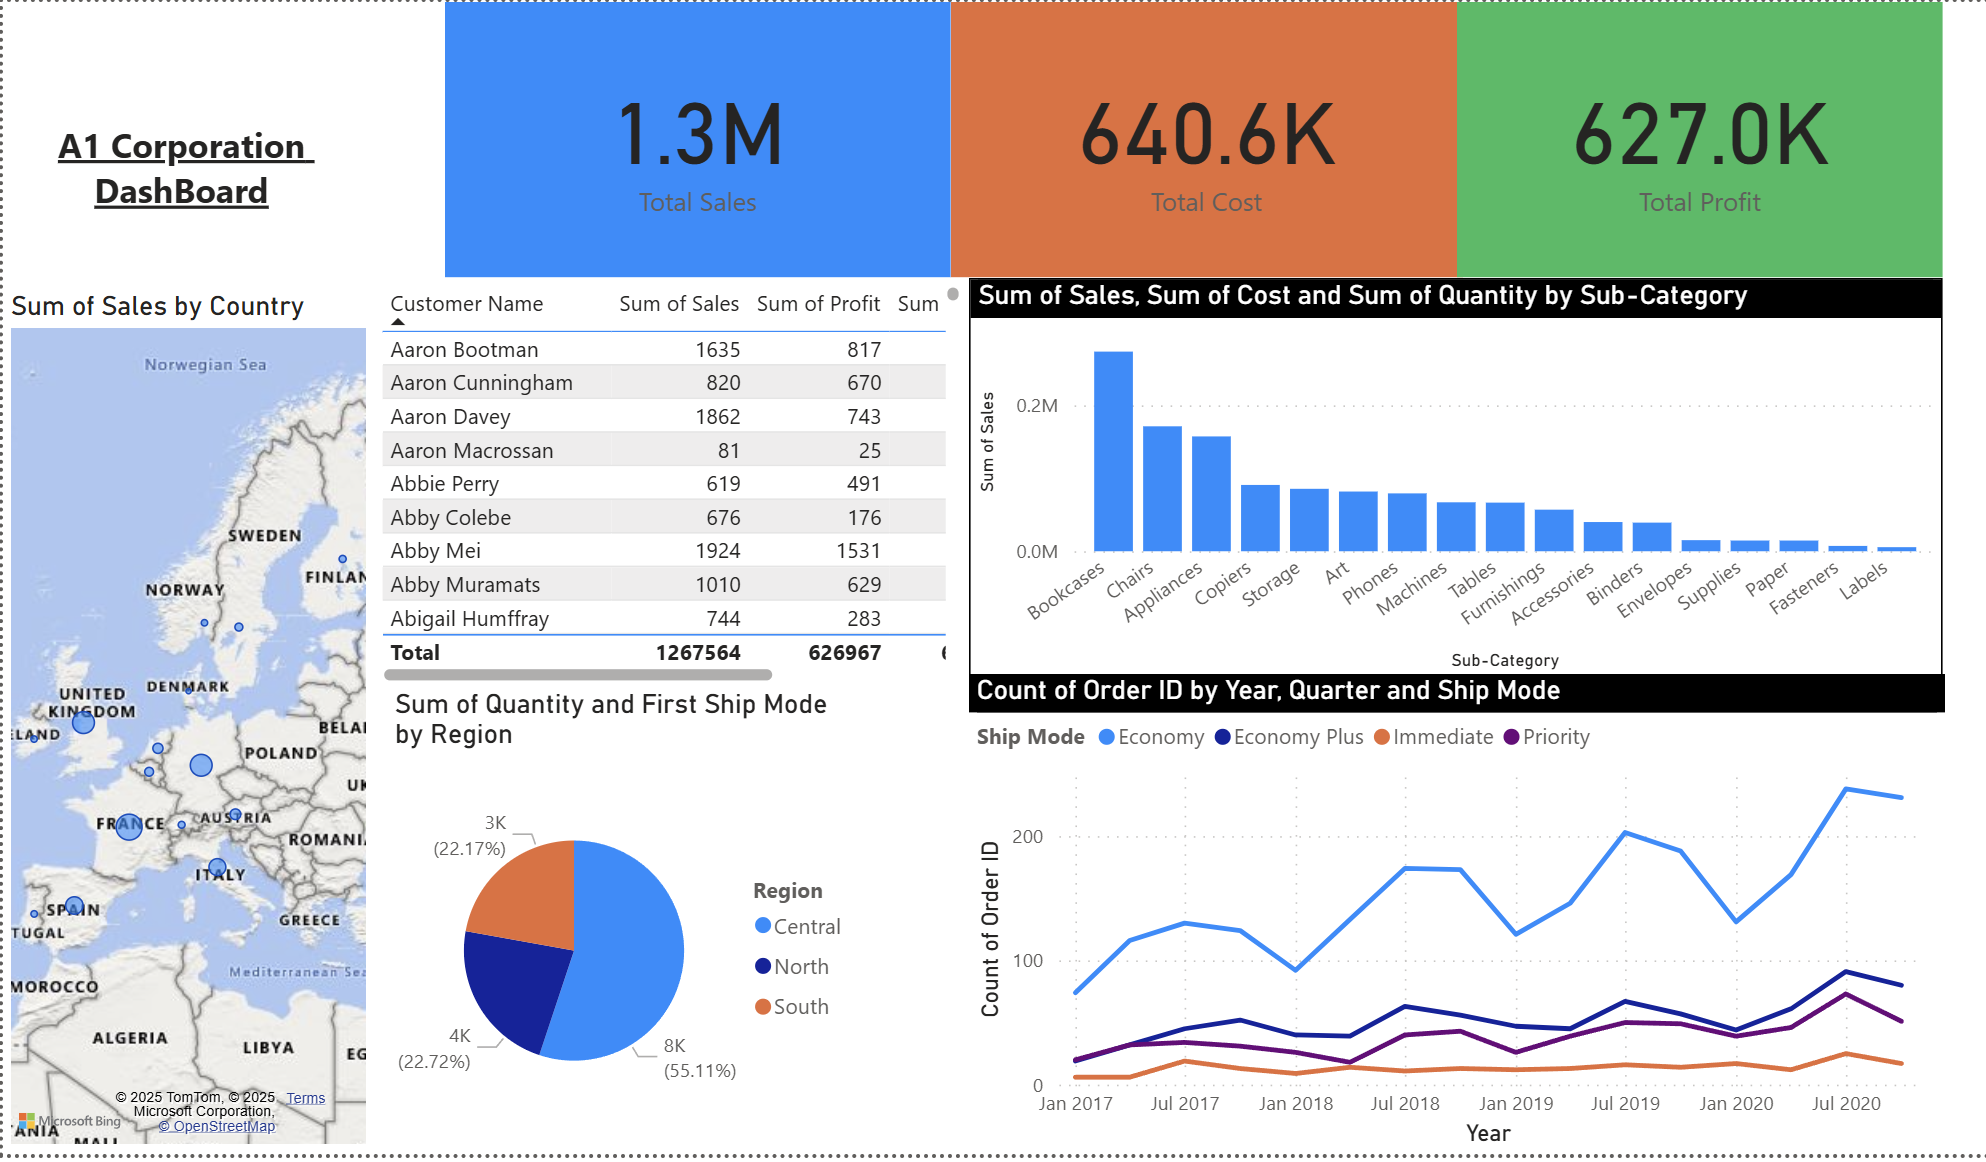 A1 Corporation
DashBoard
1.3M
Total Sales
640.6K
Total Cost
627.0K
Total Profit
Sum of Sales by Country
Norwegian Sea
SWEDEN
FINLAN
NORWAY
DENMARK
UNITED
KINGDOM
LAND
BELA
POLAND
UK
FRANCE
AUSTRIA
ROMANI
ITALY
SPAIN
TUGAL
GREECE
Mediterranean Sea
MOROCCO
ALGERIA
LIBYA
EG
ANIA
MALI
© 2025 TomTom, © 2025 Terms
Microsoft Corporation,
© OpenStreetMap
Microsoft Bing
Customer Name Sum of Sales Sum of Profit Sum
Aaron Bootman 1635 817
Aaron Cunningham 820 670
Aaron Davey 1862 743
Aaron Macrossan 81 25
Abbie Perry 619 491
Abby Colebe 676 176
Abby Mei 1924 1531
Abby Muramats 1010 629
Abigail Humffray 744 283
Total 1267564 626967
Sum of Quantity and First Ship Mode
by Region
3K
(22.17%)
4K
(22.72%)
8K
(55.11%)
Region
Central
North
South
Sum of Sales, Sum of Cost and Sum of Quantity by Sub-Category
Sum of Sales
0.2M
0.0M
Bookcases
Chairs
Appliances
Copiers
Storage
Art
Phones
Machines
Tables
Furnishings
Accessories
Binders
Envelopes
Supplies
Paper
Fasteners
Labels
Sub-Category
Count of Order ID by Year, Quarter and Ship Mode
Ship Mode Economy Economy Plus Immediate Priority
Count of Order ID
200
100
0
Jan 2017 Jul 2017 Jan 2018 Jul 2018 Jan 2019 Jul 2019 Jan 2020 Jul 2020
Year